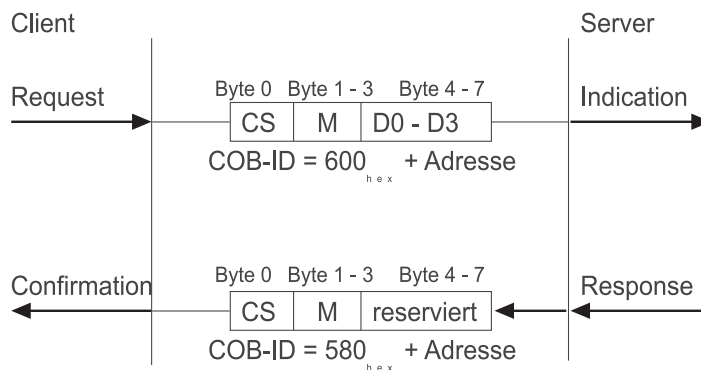 Client Server
Request Byte 0 Byte 1 - 3 Byte 4 - 7 Indication
CS M D0 - D3
COB-ID = 600 hex + Adresse
Confirmation Byte 0 Byte 1 - 3 Byte 4 - 7 Response
CS M reserviert
COB-ID = 580 hex + Adresse